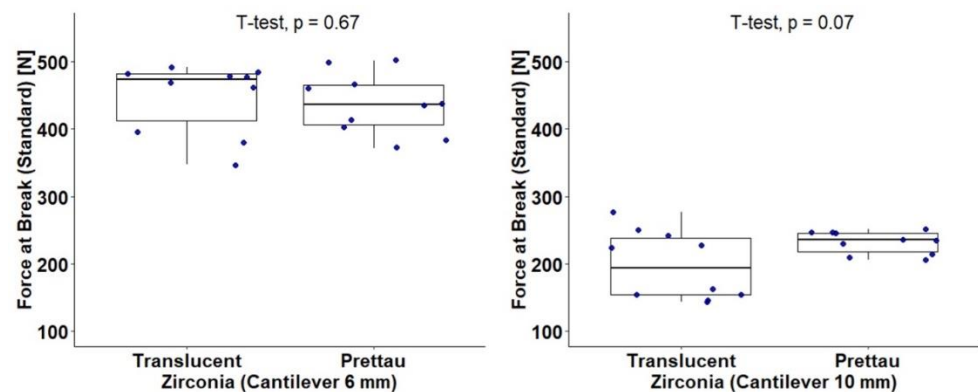 T-test, p = 0.67
Force at Break (Standard) [N]
500
400
300
200
100
Translucent Prettau
Zirconia (Cantilever 6 mm)
T-test, p = 0.07
Force at Break (Standard) [N]
500
400
300
200
100
Translucent Prettau
Zirconia (Cantilever 10 mm)